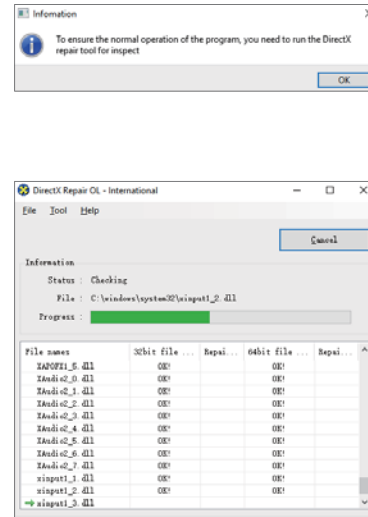 Infomation
To ensure the normal operation of the program, you need to run the DirectX
repair tool for inspect
OK
DirectX Repair OL - International
File Tool Help
Cancel
Information
Status : Checking
File : C:\windows\system32\xinput1_2.dll
Progress :
File names 32bit file ... Repai... 64bit file ... Repai...
XAPOFX1_5.dll OK! OK!
XAudio2_0.dll OK! OK!
XAudio2_1.dll OK! OK!
XAudio2_2.dll OK! OK!
XAudio2_3.dll OK! OK!
XAudio2_4.dll OK! OK!
XAudio2_5.dll OK! OK!
XAudio2_6.dll OK! OK!
XAudio2_7.dll OK! OK!
xinput1_1.dll OK! OK!
xinput1_2.dll OK! OK!
xinput1_3.dll